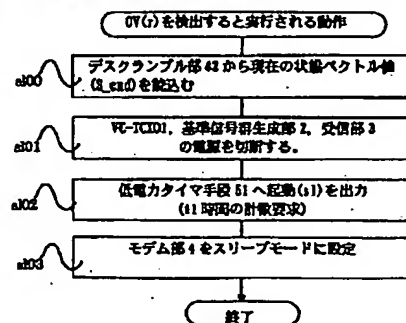 OV(r)を検出すると実行される動作
a100
デスクランブル部42から現在の状態ベクトル値
(S_end)を読込む
a101
VC-TCXO1, 基準信号群生成部2, 受信部3
の電源を切断する。
a102
低電力タイマ手段51へ起動(s1)を出力
(t1時間の計数要求)
a103
モデム部4をスリープモードに設定
終了